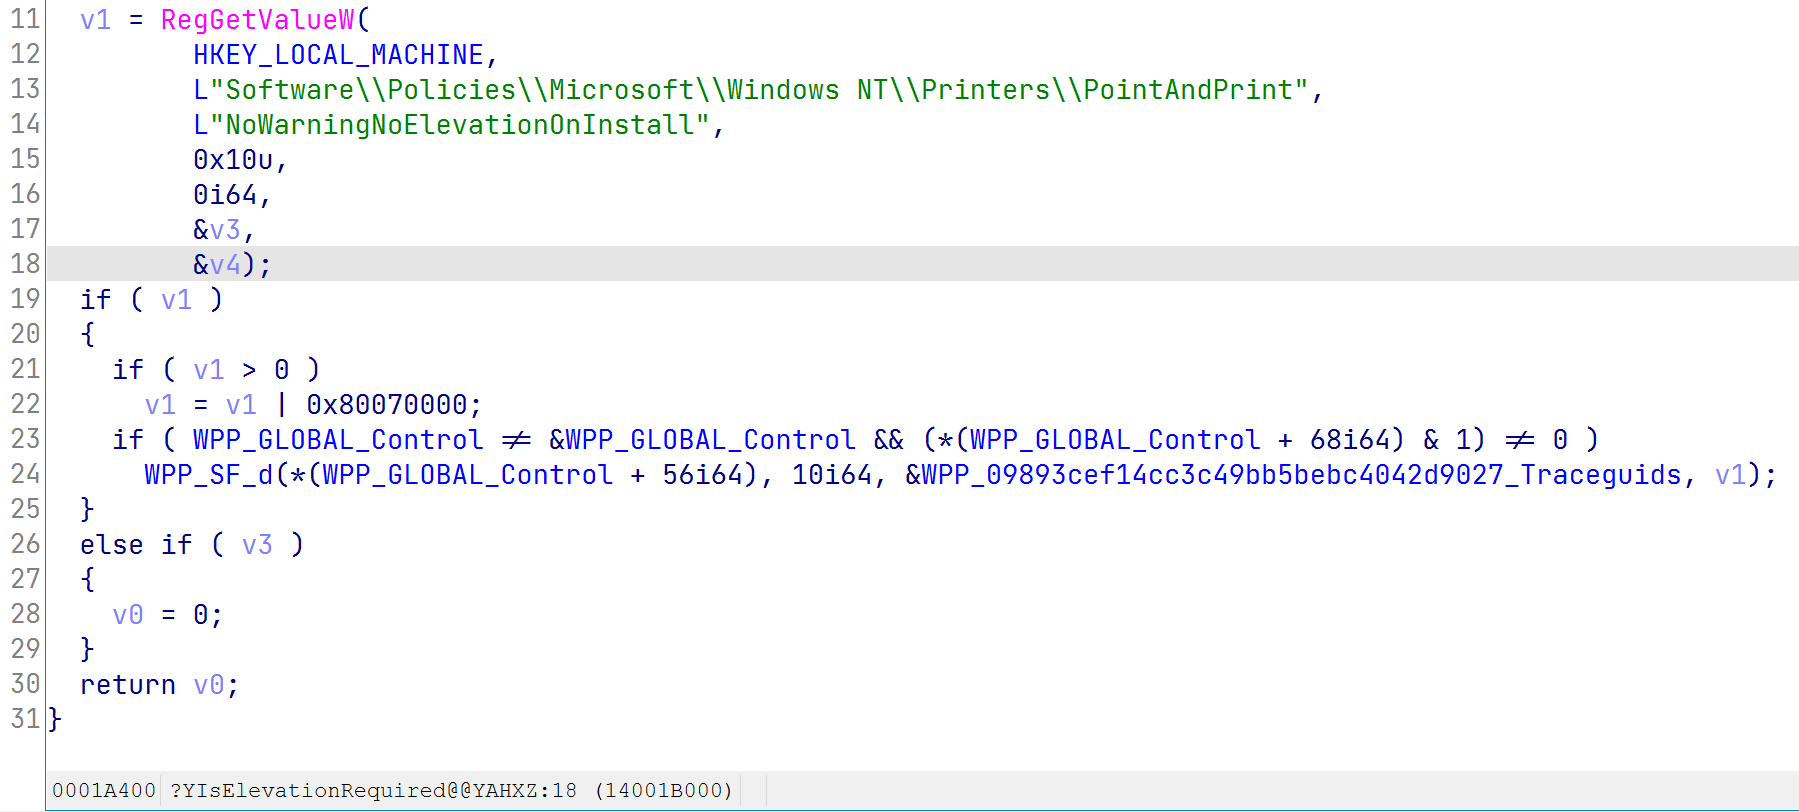 11 v1 = RegGetValueW(
12 HKEY_LOCAL_MACHINE,
13 L"Software\\Policies\\Microsoft\\Windows NT\\Printers\\PointAndPrint",
14 L"NoWarningNoElevationOnInstall",
15 0x10u,
16 0i64,
17 &v3,
18 &v4);
19 if ( v1 )
20 {
21 if ( v1 > 0 )
22 v1 = v1 | 0x80070000;
23 if ( WPP_GLOBAL_Control ≠ &WPP_GLOBAL_Control && (*(WPP_GLOBAL_Control + 68i64) & 1) ≠ 0 )
24 WPP_SF_d(*(WPP_GLOBAL_Control + 56i64), 10i64, &WPP_09893cef14cc3c49bb5bebc4042d9027_Traceguids, v1);
25 }
26 else if ( v3 )
27 {
28 v0 = 0;
29 }
30 return v0;
31 }
0001A400 ?YIsElevationRequired@@YAHXZ:18 (14001B000)